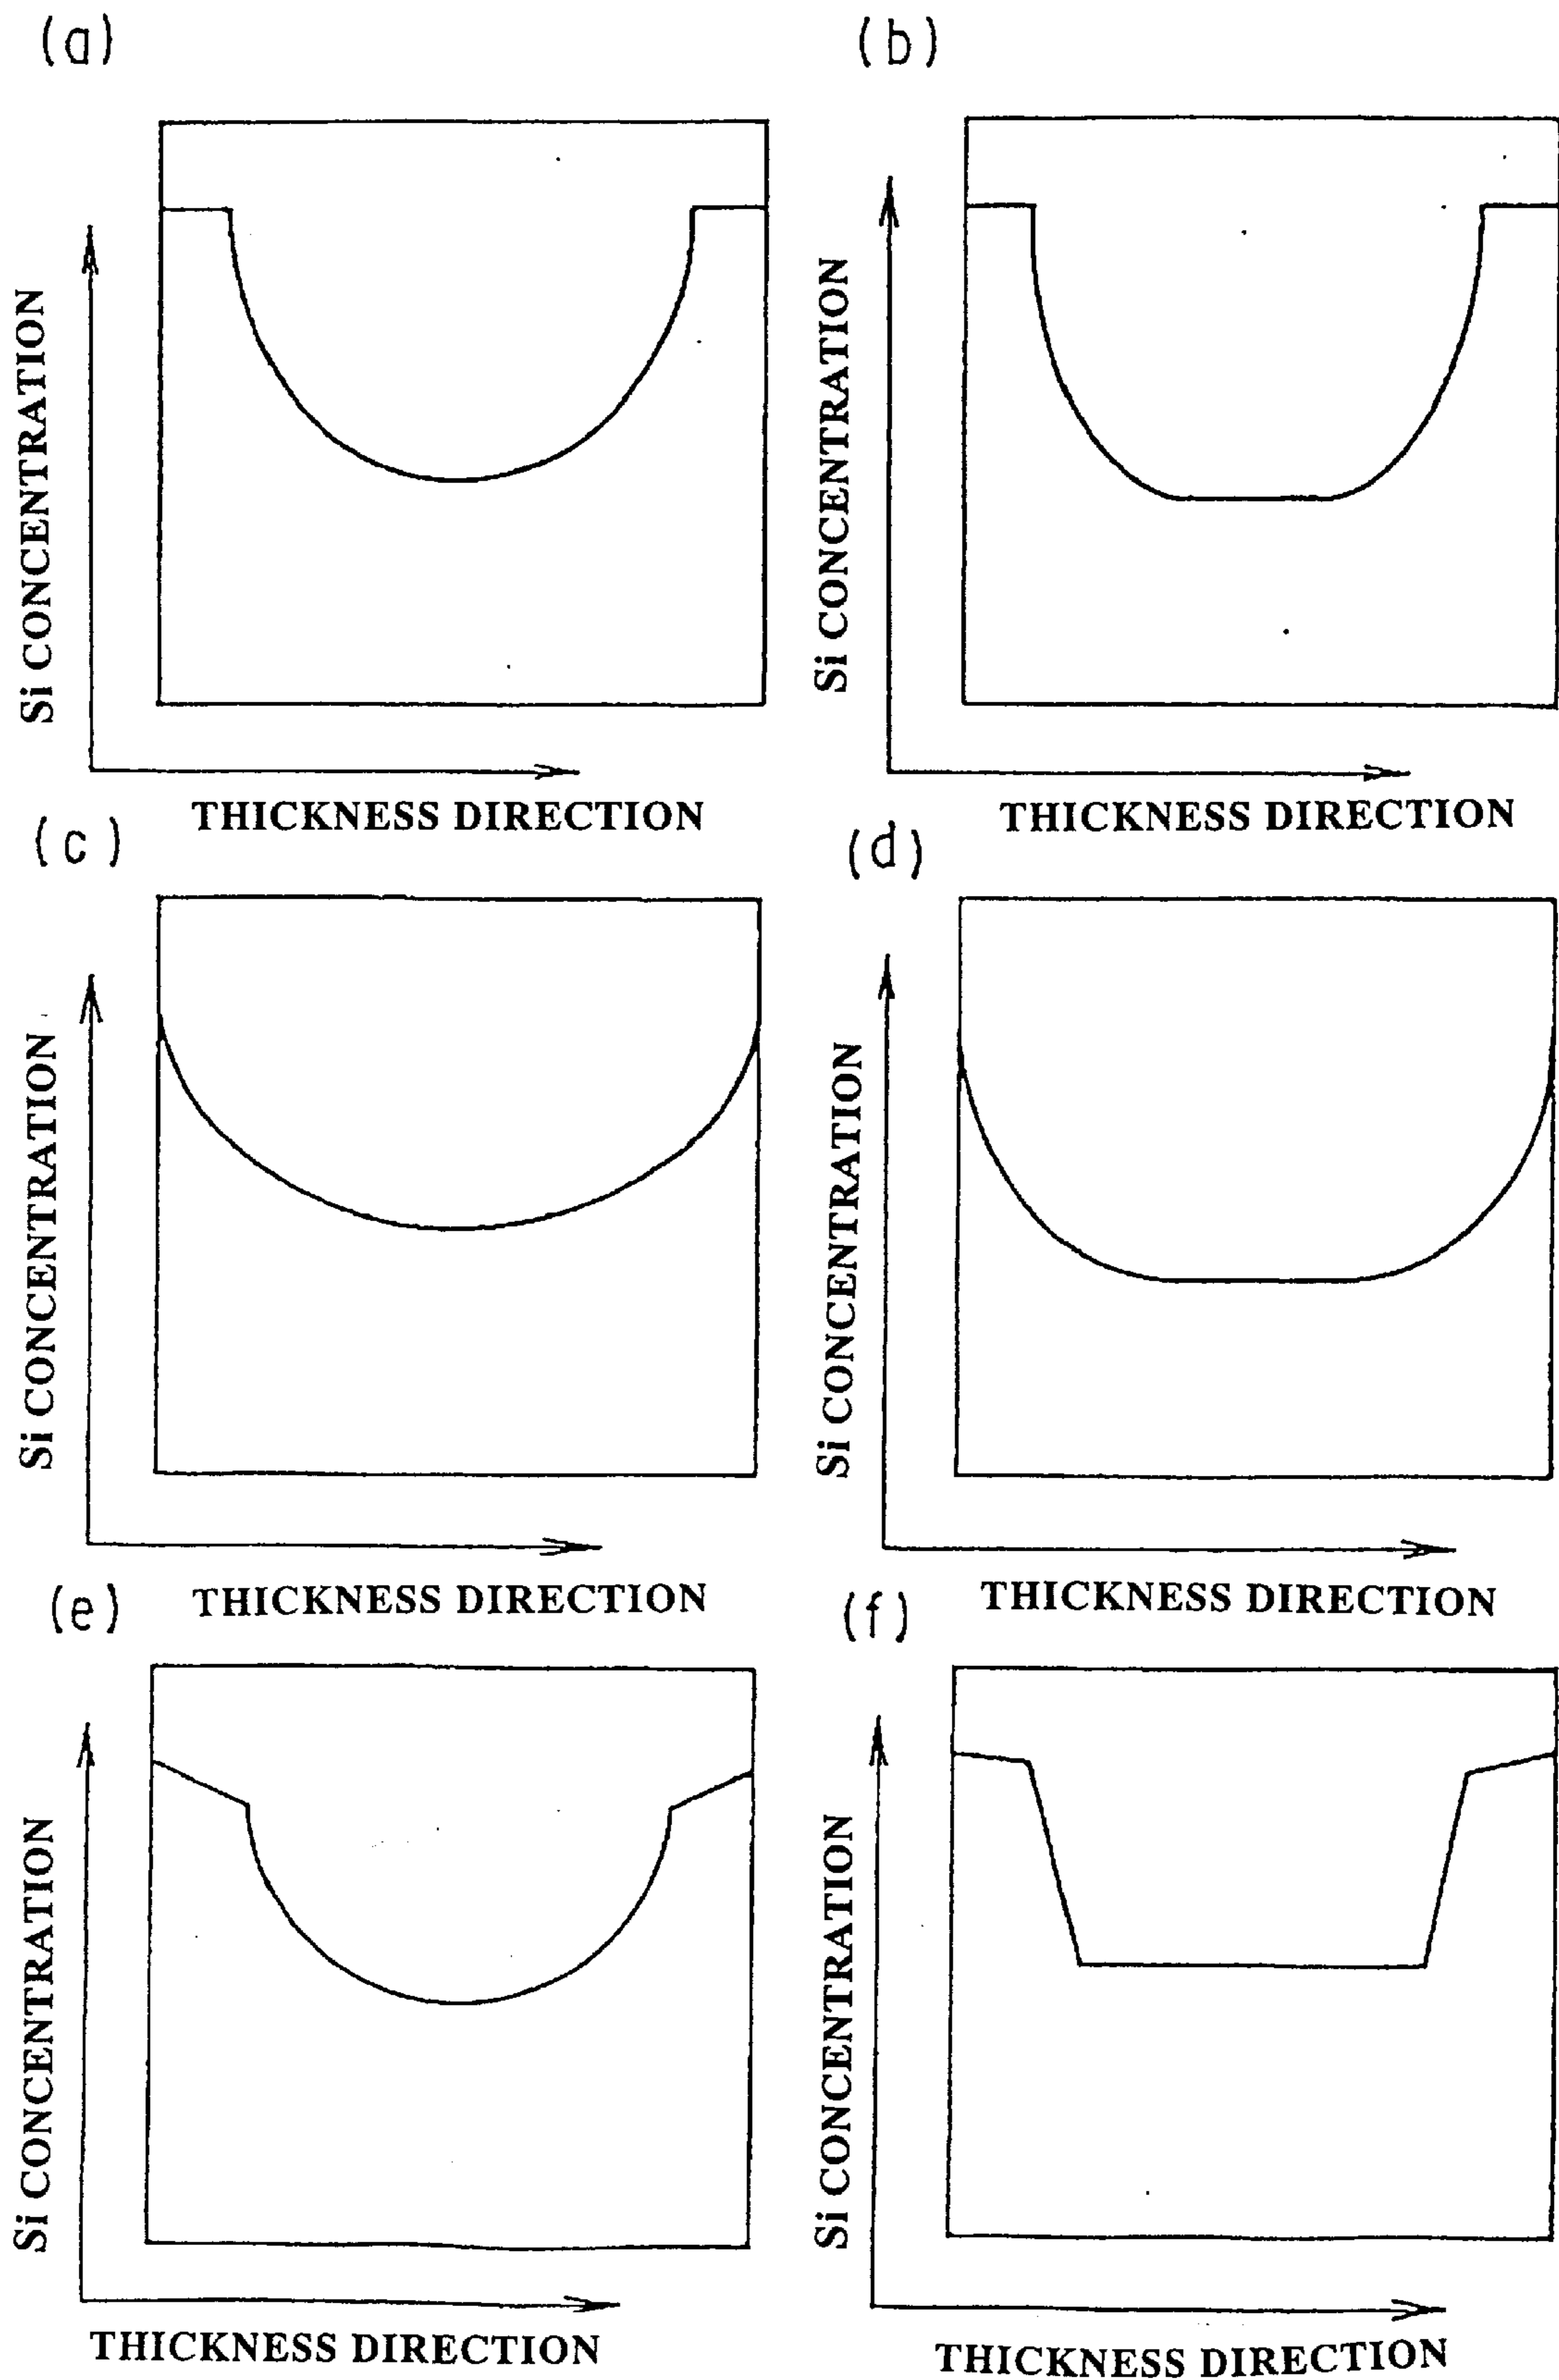 (a)
Si CONCENTRATION
THICKNESS DIRECTION
(b)
Si CONCENTRATION
THICKNESS DIRECTION
(c)
Si CONCENTRATION
THICKNESS DIRECTION
(d)
Si CONCENTRATION
THICKNESS DIRECTION
(e)
Si CONCENTRATION
THICKNESS DIRECTION
(f)
Si CONCENTRATION
THICKNESS DIRECTION